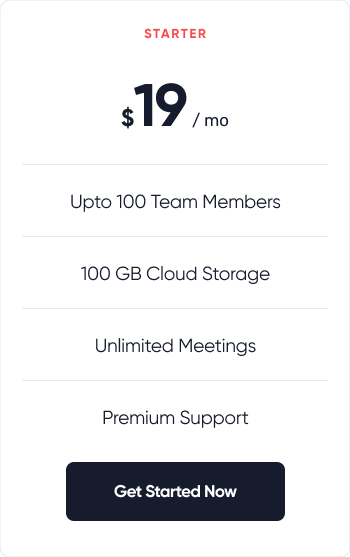 STARTER
$19 / mo
Upto 100 Team Members
100 GB Cloud Storage
Unlimited Meetings
Premium Support
Get Started Now